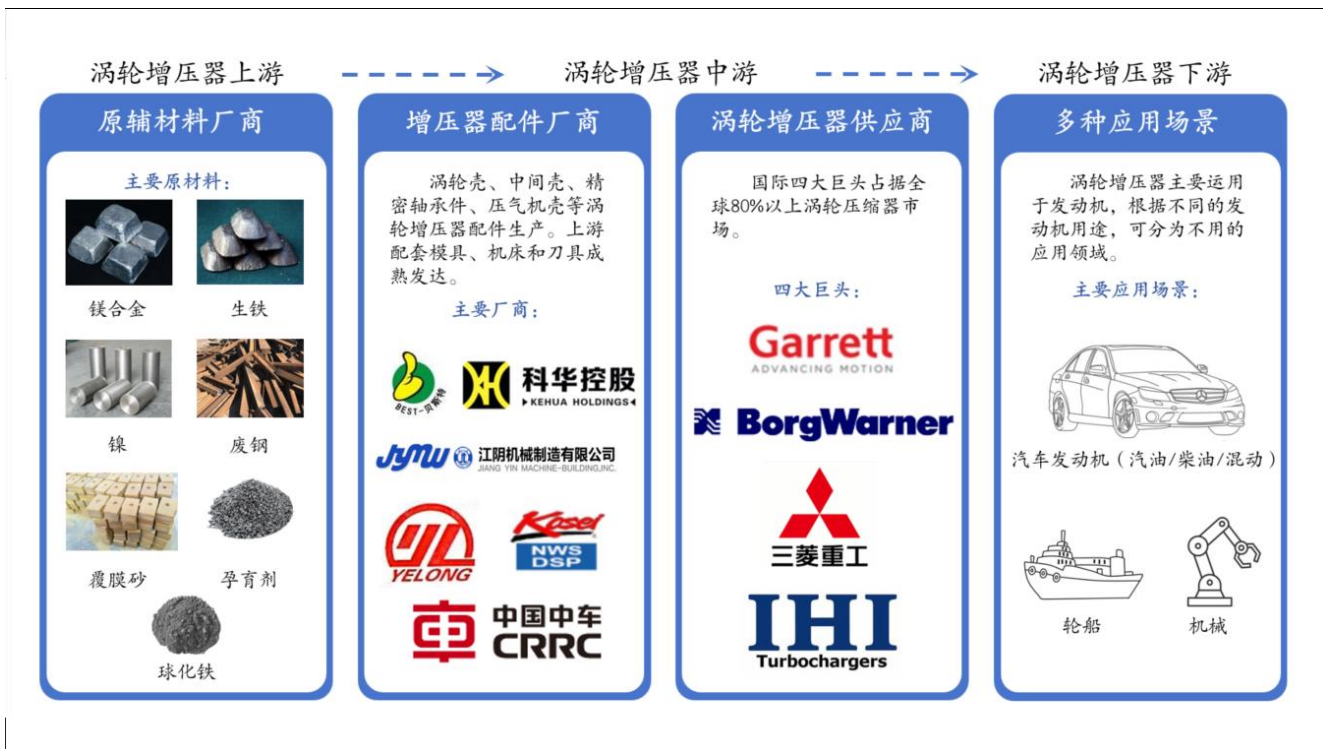 涡轮增压器上游
涡轮增压器中游
涡轮增压器下游
原辅材料厂商
主要原材料：
镁合金
生铁
镍
废钢
覆膜砂
孕育剂
球化铁
增压器配件厂商
涡轮壳、中间壳、精
密轴承件、压气机壳等涡
轮增压器配件生产。上游
配套模具、机床和刀具成
熟发达。
主要厂商：
BEST-贝斯特
科华控股
KEHUA HOLDINGS
JYMW 江阴机械制造有限公司
JIANG YIN MACHINE-BUILDING,INC.
YELONG
Kasei
NWS
DSP
中国中车
CRRC
涡轮增压器供应商
国际四大巨头占据全
球80%以上涡轮压缩器市
场。
四大巨头：
Garrett
ADVANCING MOTION
BorgWarner
三菱重工
IHI
Turbochargers
多种应用场景
涡轮增压器主要运用
于发动机，根据不同的发
动机用途，可分为不用的
应用领域。
主要应用场景：
汽车发动机（汽油/柴油/混动）
轮船
机械